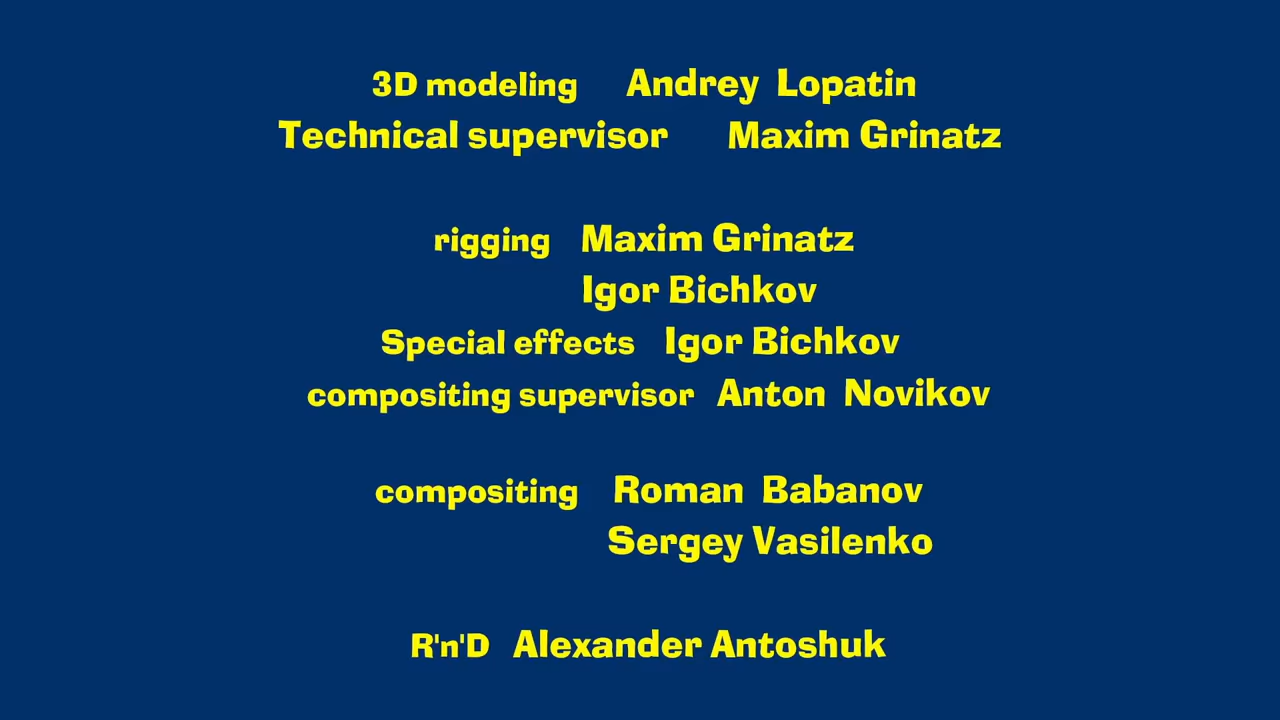 3D modeling Andrey Lopatin
Technical supervisor Maxim Grinatz
rigging Maxim Grinatz
Igor Bichkov
Special effects Igor Bichkov
compositing supervisor Anton Novikov
compositing Roman Babanov
Sergey Vasilenko
R'n'D Alexander Antoshuk